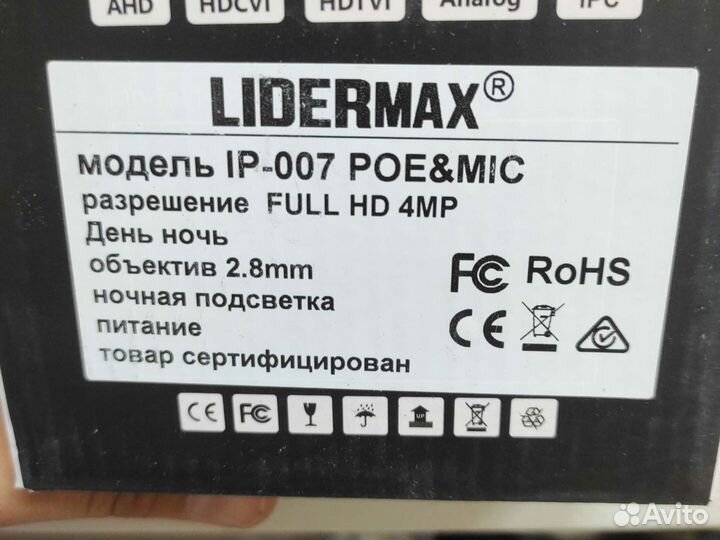 AHD HDCVI HDTVI Analog IPC
LIDERMAX®
модель IP-007 POE&MIC
разрешение FULL HD 4MP
День ночь
объектив 2.8mm
FC RoHS
ночная подсветка
CE
питание
товар сертифицирован
CE FC UP
Avito